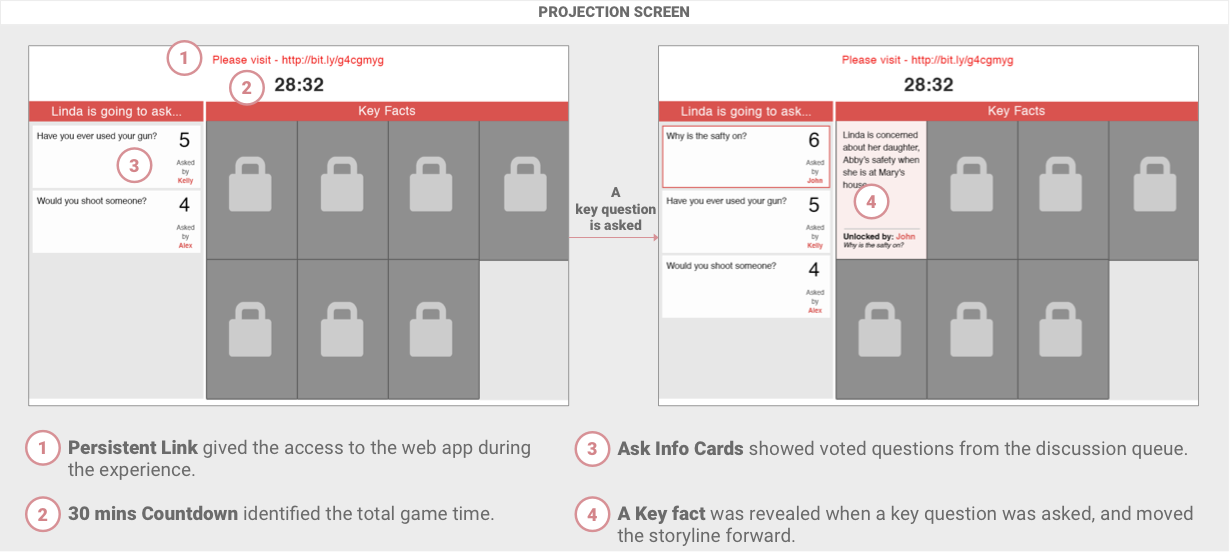 PROJECTION SCREEN
1
Please visit - http://bit.ly/g4cgmyg
2
28:32
Linda is going to ask...
Key Facts
Have you ever used your gun?
5
Asked
by
Kelly
3
Would you shoot someone?
4
Asked
by
Alex
A
key question
is asked
Please visit - http://bit.ly/g4cgmyg
28:32
Linda is going to ask...
Key Facts
Why is the safty on?
6
Asked
by
John
Have you ever used your gun?
5
Asked
by
Kelly
Would you shoot someone?
4
Asked
by
Alex
Linda is concerned
about her daughter,
Abby's safety when
she is at Mary's
house
4
Unlocked by: John
Why is the safty on?
1 Persistent Link gived the access to the web app during
the experience.
2 30 mins Countdown identified the total game time.
3 Ask Info Cards showed voted questions from the discussion queue.
4 A Key fact was revealed when a key question was asked, and moved
the storyline forward.